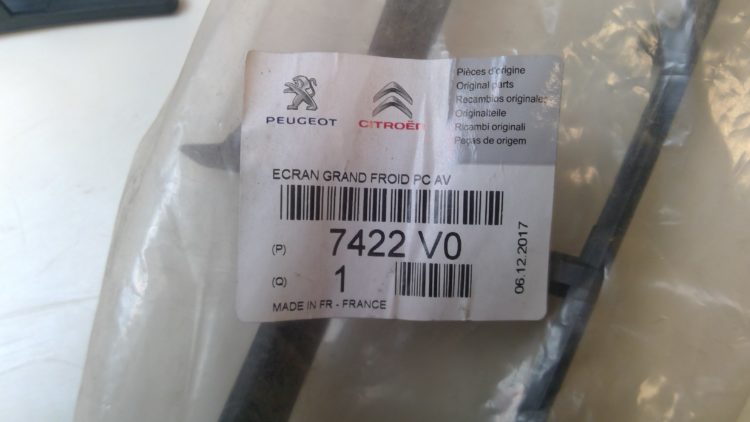 PEUGEOT
CITROËN
Pièces d'origine
Original parts
Recambios originales
Originalteile
Ricambi originali
Peças de origem
ECRAN GRAND FROID PC AV
(P) 7422 V0
(Q) 1
06.12.2017
MADE IN FR - FRANCE